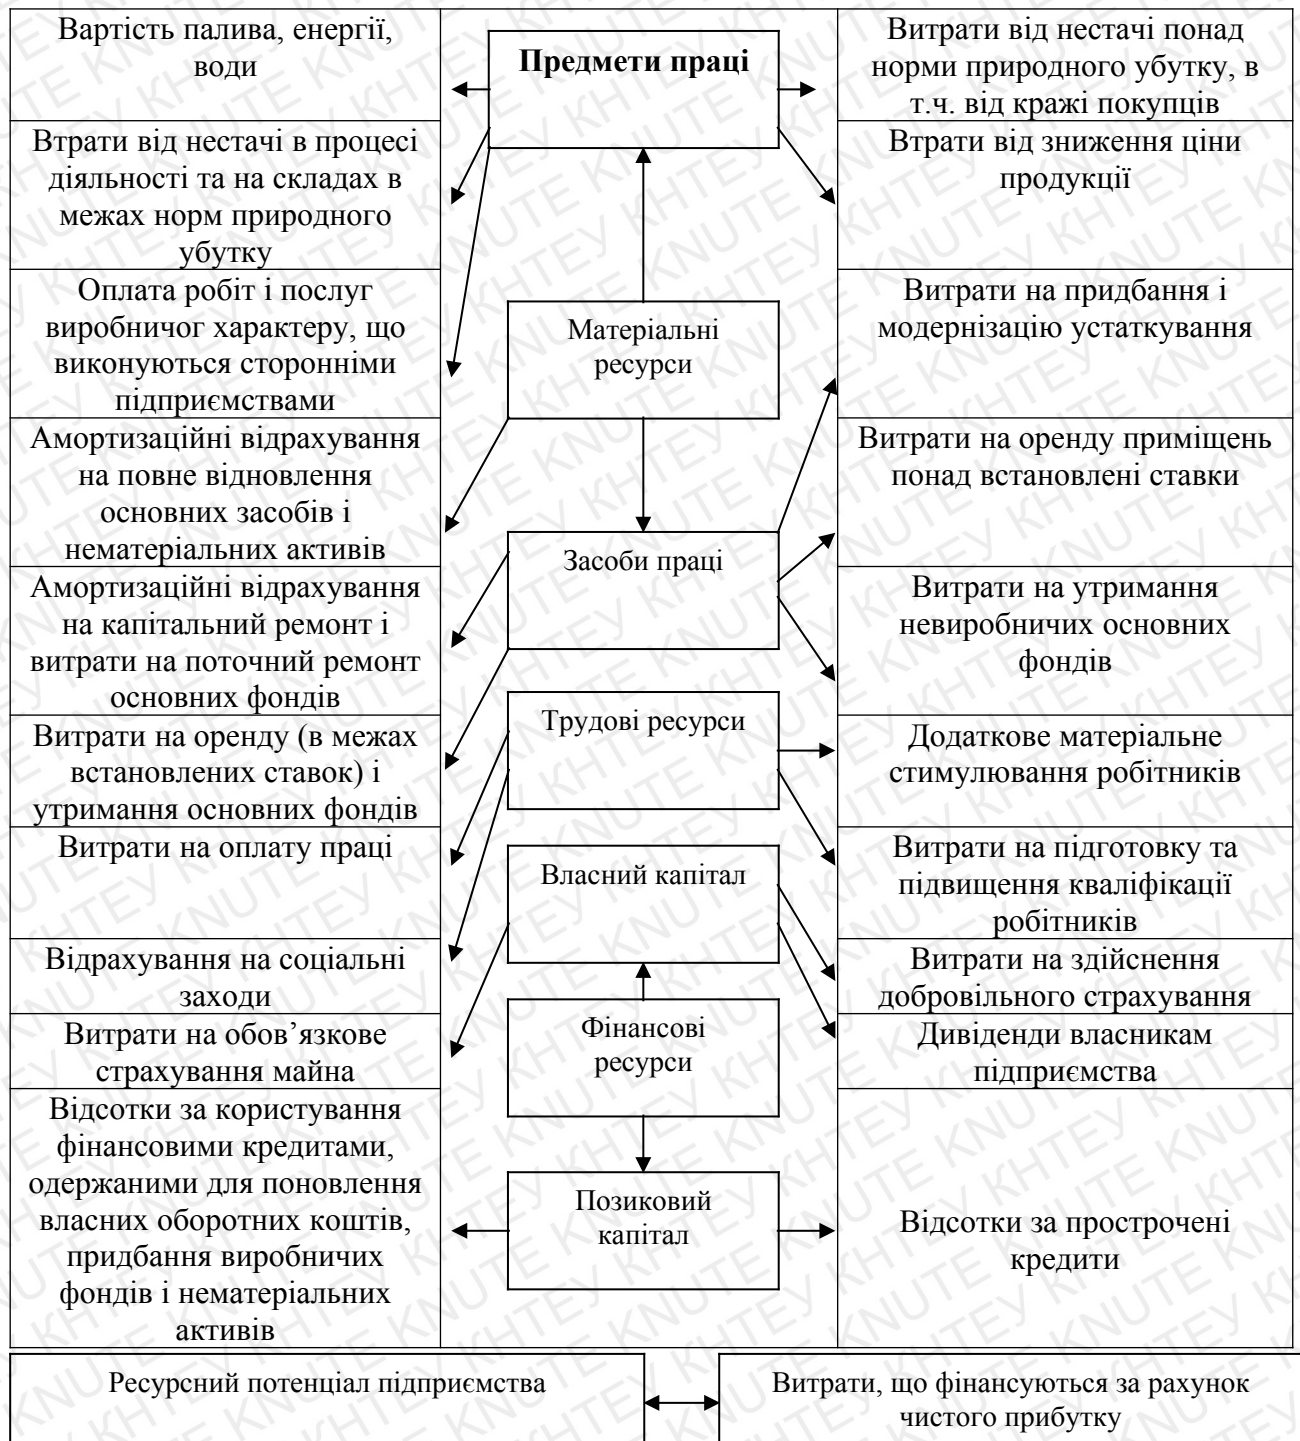 Вартість палива, енергії,
води
Втрати від нестачі в процесі
діяльності та на складах в
межах норм природного
убутку
Оплата робіт і послуг
виробничог характеру, що
виконуються сторонніми
підприємствами
Амортизаційні відрахування
на повне відновлення
основних засобів і
нематеріальних активів
Амортизаційні відрахування
на капітальний ремонт і
витрати на поточний ремонт
основних фондів
Витрати на оренду (в межах
встановлених ставок) і
утримання основних фондів
Витрати на оплату праці
Відрахування на соціальні
заходи
Витрати на обов’язкове
страхування майна
Відсотки за користування
фінансовими кредитами,
одержаними для поновлення
власних оборотних коштів,
придбання виробничих
фондів і нематеріальних
активів
Предмети праці
Матеріальні
ресурси
Засоби праці
Трудові ресурси
Власний капітал
Фінансові
ресурси
Позиковий
капітал
Витрати від нестачі понад
норми природного убутку, в
т.ч. від кражі покупців
Втрати від зниження ціни
продукції
Витрати на придбання і
модернізацію устаткування
Витрати на оренду приміщень
понад встановлені ставки
Витрати на утримання
невиробничих основних
фондів
Додаткове матеріальне
стимулювання робітників
Витрати на підготовку та
підвищення кваліфікації
робітників
Витрати на здійснення
добровільного страхування
Дивіденди власникам
підприємства
Відсотки за прострочені
кредити
Ресурсний потенціал підприємства
Витрати, що фінансуються за рахунок
чистого прибутку